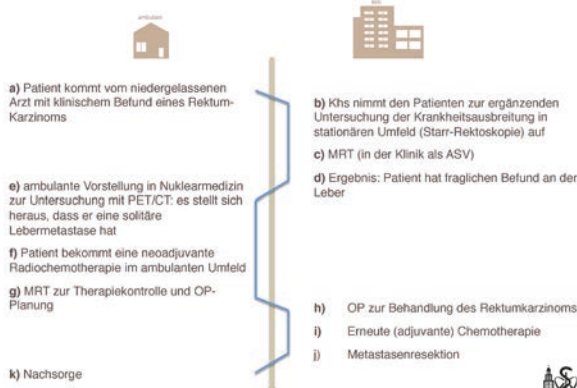 ambulant
a) Patient kommt vom niedergelassenen
Arzt mit klinischem Befund eines Rektum-
Karzinoms
b) Khs nimmt den Patienten zur ergänzenden
Untersuchung der Krankheitsausbreitung in
stationären Umfeld (Starr-Rektoskopie) auf
c) MRT (in der Klinik als ASV)
d) Ergebnis: Patient hat fraglichen Befund an der
Leber
e) ambulante Vorstellung in Nuklearmedizin
zur Untersuchung mit PET/CT: es stellt sich
heraus, dass er eine solitäre
Lebermetastase hat
f) Patient bekommt eine neoadjuvante
Radiochemotherapie im ambulanten Umfeld
g) MRT zur Therapiekontrolle und OP-
Planung
h) OP zur Behandlung des Rektumkarzinoms
i) Erneute (adjuvante) Chemotherapie
j) Metastasenresektion
k) Nachsorge